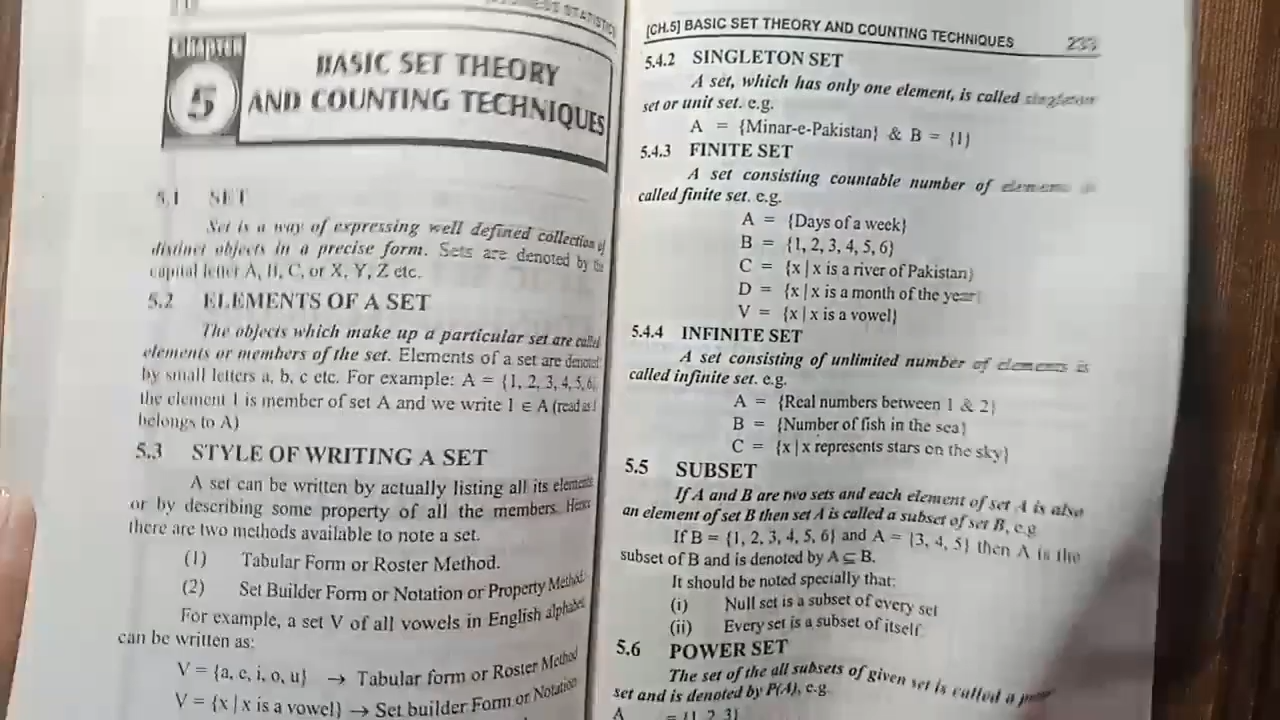 CHAPTER
5
BASIC SET THEORY
AND COUNTING TECHNIQUES
5.1 SET
Set is a way of expressing well defined collection of
distinct objects in a precise form. Sets are denoted by the
capital letter A, B, C, or X, Y, Z etc.
5.2 ELEMENTS OF A SET
The objects which make up a particular set are called
elements or members of the set. Elements of a set are denoted
by small letters a, b, c etc. For example: A = {1, 2, 3, 4, 5, 6}
the element 1 is member of set A and we write 1 ∈ A (read as 1
belongs to A)
5.3 STYLE OF WRITING A SET
A set can be written by actually listing all its elements
or by describing some property of all the members. Hence
there are two methods available to note a set.
(1) Tabular Form or Roster Method.
(2) Set Builder Form or Notation or Property Method.
For example, a set V of all vowels in English alphabet
can be written as:
V = {a, e, i, o, u} → Tabular form or Roster Method
V = {x | x is a vowel} → Set builder Form or Notation
[CH.5] BASIC SET THEORY AND COUNTING TECHNIQUES 233
5.4.2 SINGLETON SET
A set, which has only one element, is called singleton
set or unit set. e.g.
A = {Minar-e-Pakistan} & B = {1}
5.4.3 FINITE SET
A set consisting countable number of elements is
called finite set. e.g.
A = {Days of a week}
B = {1, 2, 3, 4, 5, 6}
C = {x | x is a river of Pakistan}
D = {x | x is a month of the year}
V = {x | x is a vowel}
5.4.4 INFINITE SET
A set consisting of unlimited number of elements is
called infinite set. e.g.
A = {Real numbers between 1 & 2}
B = {Number of fish in the sea}
C = {x | x represents stars on the sky}
5.5 SUBSET
If A and B are two sets and each element of set A is also
an element of set B then set A is called a subset of set B, e.g
If B = {1, 2, 3, 4, 5, 6} and A = {3, 4, 5} then A is the
subset of B and is denoted by A ⊆ B.
It should be noted specially that:
(i) Null set is a subset of every set
(ii) Every set is a subset of itself.
5.6 POWER SET
The set of the all subsets of given set is called a
set and is denoted by P(A), e.g.
A = {1, 2, 3}